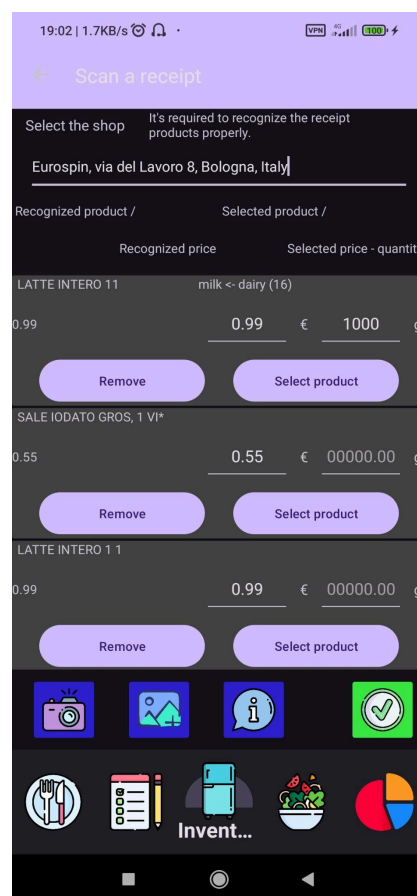 19:02 | 1.7KB/s
VPN 4G 100
Scan a receipt
Select the shop
It's required to recognize the receipt
products properly.
Eurospin, via del Lavoro 8, Bologna, Italy
Recognized product / Selected product /
Recognized price Selected price - quantit
LATTE INTERO 11 milk <- dairy (16)
0.99 0.99 € 1000 g
Remove Select product
SALE IODATO GROS, 1 VI*
0.55 0.55 € 00000.00 g
Remove Select product
LATTE INTERO 1 1
0.99 0.99 € 00000.00 g
Remove Select product
Invent...